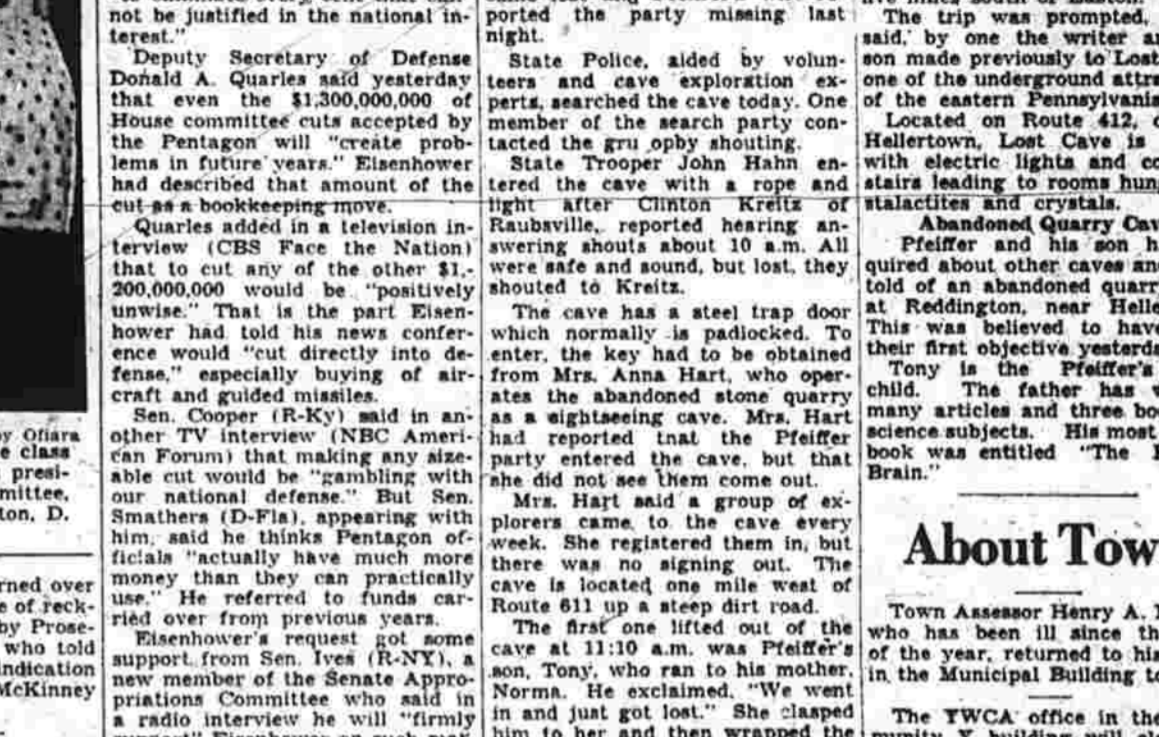 by Ofiara
e class
presi-
mmittee,
ton, D.
rned over
e of reck-
by Prose-
who told
indication
McKinney
not be justified in the national in-
terest."
Deputy Secretary of Defense
Donald A. Quarles said yesterday
that even the $1,300,000,000 of
House committee cuts accepted by
the Pentagon will "create prob-
lems in future years." Eisenhower
had described that amount of the
cut as a bookkeeping move.
Quarles added in a television in-
terview (CBS Face the Nation)
that to cut any of the other $1,-
200,000,000 would be "positively
unwise." That is the part Eisen-
hower had told his news confer-
ence would "cut directly into de-
fense," especially buying of air-
craft and guided missiles.
Sen. Cooper (R-Ky) said in an-
other TV interview (NBC Ameri-
can Forum) that making any size-
able cut would be "gambling with
our national defense." But Sen.
Smathers (D-Fla), appearing with
him, said he thinks Pentagon of-
ficials "actually have much more
money than they can practically
use." He referred to funds car-
ried over from previous years.
Eisenhower's request got some
support from Sen. Ives (R-NY), a
new member of the Senate Appro-
priations Committee who said in
a radio interview he will "firmly
ported the party missing last
night.
State Police, aided by volun-
teers and cave exploration ex-
perts, searched the cave today. One
member of the search party con-
tacted the gru opby shouting.
State Trooper John Hahn en-
tered the cave with a rope and
light after Clinton Kreitz of
Raubsville, reported hearing an-
swering shouts about 10 a.m. All
were safe and sound, but lost, they
shouted to Kreitz.
The cave has a steel trap door
which normally is padlocked. To
enter, the key had to be obtained
from Mrs. Anna Hart, who oper-
ates the abandoned stone quarry
as a sightseeing cave. Mrs. Hart
had reported tnat the Pfeiffer
party entered the cave, but that
she did not see them come out.
Mrs. Hart said a group of ex-
plorers came to the cave every
week. She registered them in, but
there was no signing out. The
cave is located one mile west of
Route 611 up a steep dirt road.
The first one lifted out of the
cave at 11:10 a.m. was Pfeiffer's
son, Tony, who ran to his mother,
Norma. He exclaimed, "We went
in and just got lost." She clasped
him to her and then wrapped the
The trip was prompted,
said, by one the writer a
son made previously to Lost
one of the underground attra
of the eastern Pennsylvania
Located on Route 412,
Hellertown, Lost Cave is
with electric lights and co
stairs leading to rooms hung
stalactites and crystals.
Abandoned Quarry Cav
Pfeiffer and his son h
quired about other caves and
told of an abandoned quarry
at Reddington, near Helle
This was believed to have
their first objective yesterda
Tony is the Pfeiffer's
child. The father has w
many articles and three boo
science subjects. His most
book was entitled "The
Brain."
About Tow
Town Assessor Henry A.
who has been ill since th
of the year, returned to his
in the Municipal Building to
The YWCA office in the